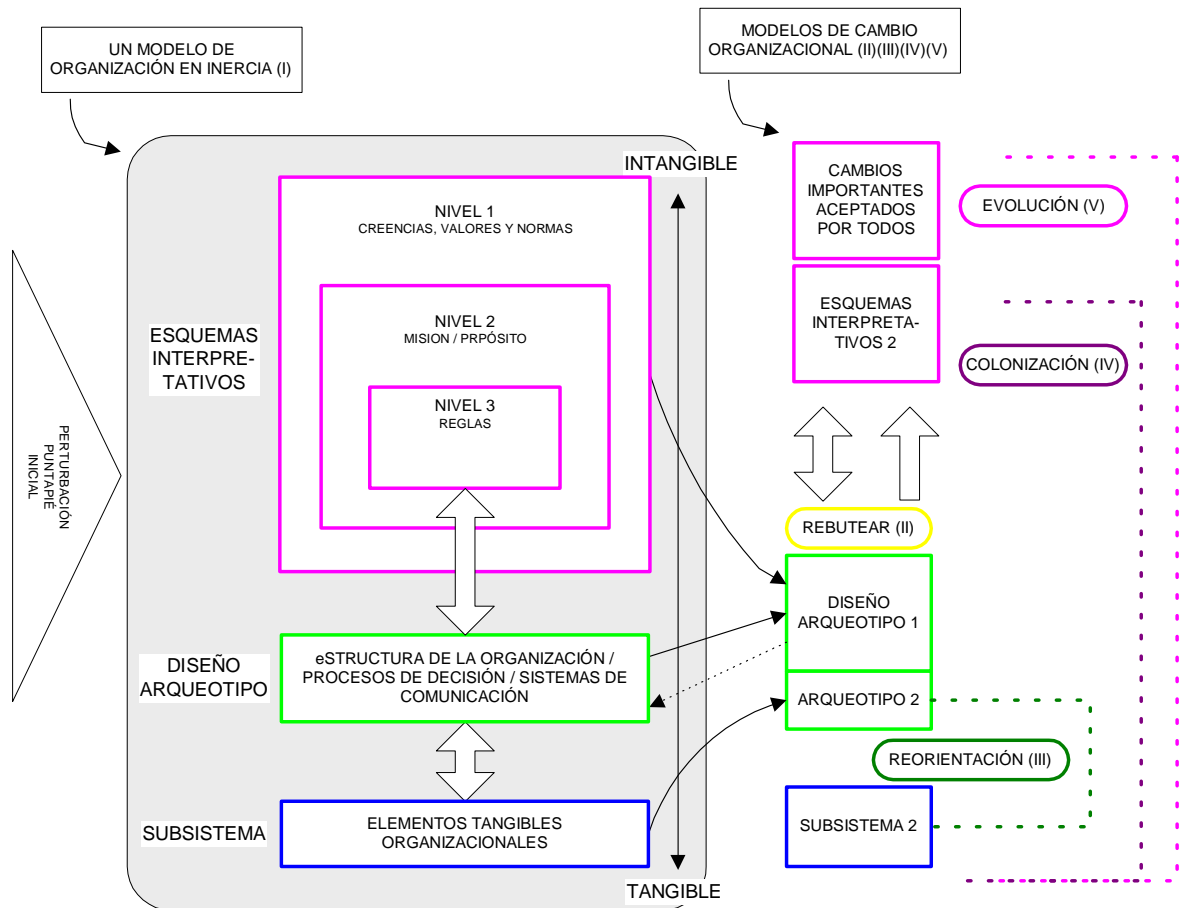 UN MODELO DE
ORGANIZACIÓN EN INERCIA (I)
MODELOS DE CAMBIO
ORGANIZACIONAL (II)(III)(IV)(V)
INTANGIBLE
NIVEL 1
CREENCIAS, VALORES Y NORMAS
NIVEL 2
MISION / PRPÓSITO
NIVEL 3
REGLAS
ESQUEMAS
INTERPRE-
TATIVOS
PERTURBACIÓN
PUNTAPIÉ
INICIAL
DISEÑO
ARQUEOTIPO
eSTRUCTURA DE LA ORGANIZACIÓN /
PROCESOS DE DECISIÓN / SISTEMAS DE
COMUNICACIÓN
SUBSISTEMA
ELEMENTOS TANGIBLES
ORGANIZACIONALES
TANGIBLE
CAMBIOS
IMPORTANTES
ACEPTADOS
POR TODOS
EVOLUCIÓN (V)
ESQUEMAS
INTERPRETA-
TIVOS 2
COLONIZACIÓN (IV)
REBUTEAR (II)
DISEÑO
ARQUEOTIPO 1
ARQUEOTIPO 2
REORIENTACIÓN (III)
SUBSISTEMA 2